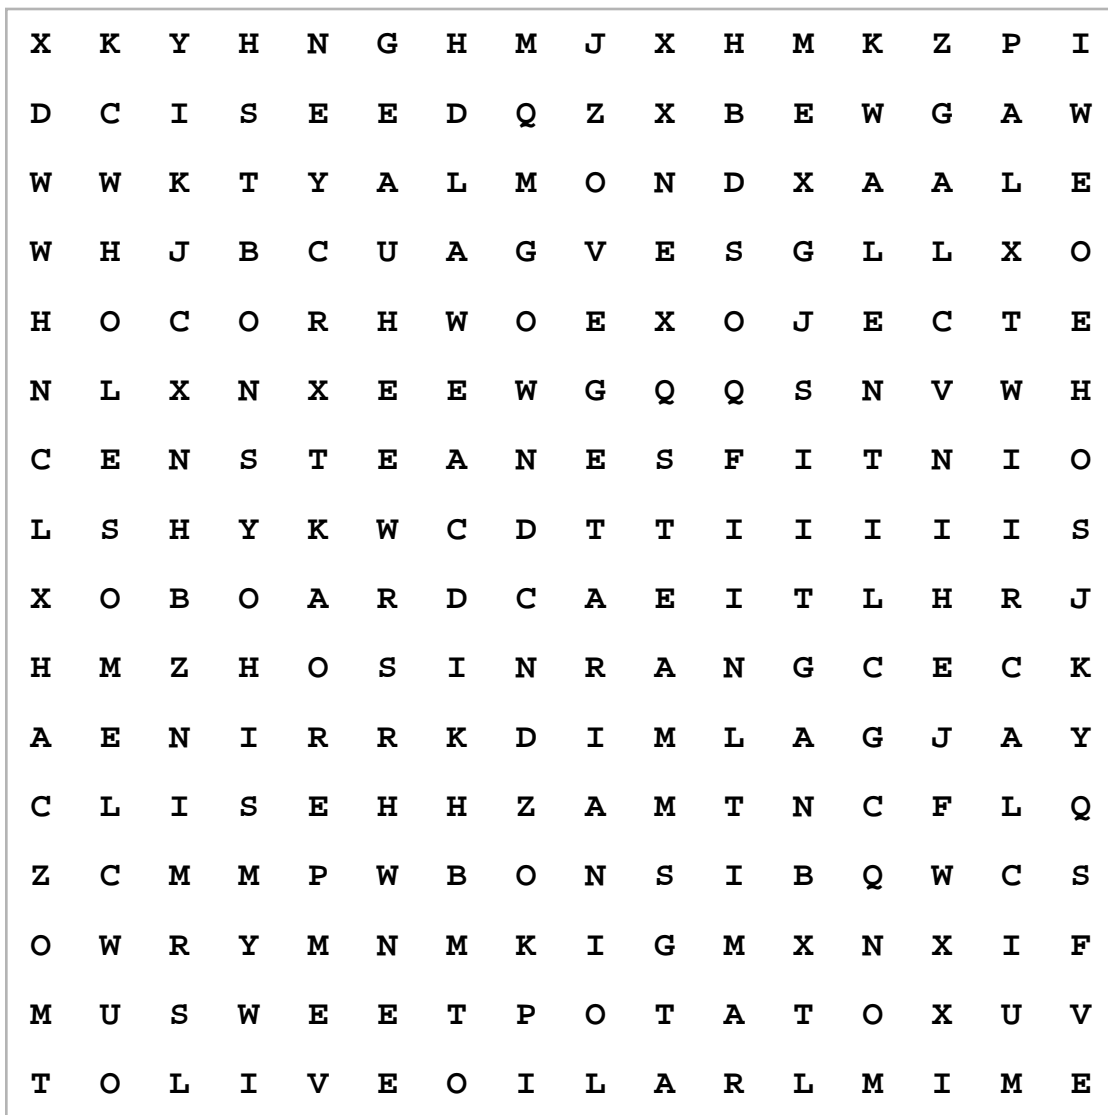 X K Y H N G H M J X H M K Z P I
D C I S E E D Q Z X B E W G A W
W W K T Y A L M O N D X A A L E
W H J B C U A G V E S G L L X O
H O C O R H W O E X O J E C T E
N L X N X E E W G Q Q S N V W H
C E N S T E A N E S F I T N I O
L S H Y K W C D T T I I I I I S
X O B O A R D C A E I T L H R J
H M Z H O S I N R A N G C E C K
A E N I R R K D I M L A G J A Y
C L I S E H H Z A M T N C F L Q
Z C M M P W B O N S I B Q W C S
O W R Y M N M K I G M X N X I F
M U S W E E T P O T A T O X U V
T O L I V E O I L A R L M I M E